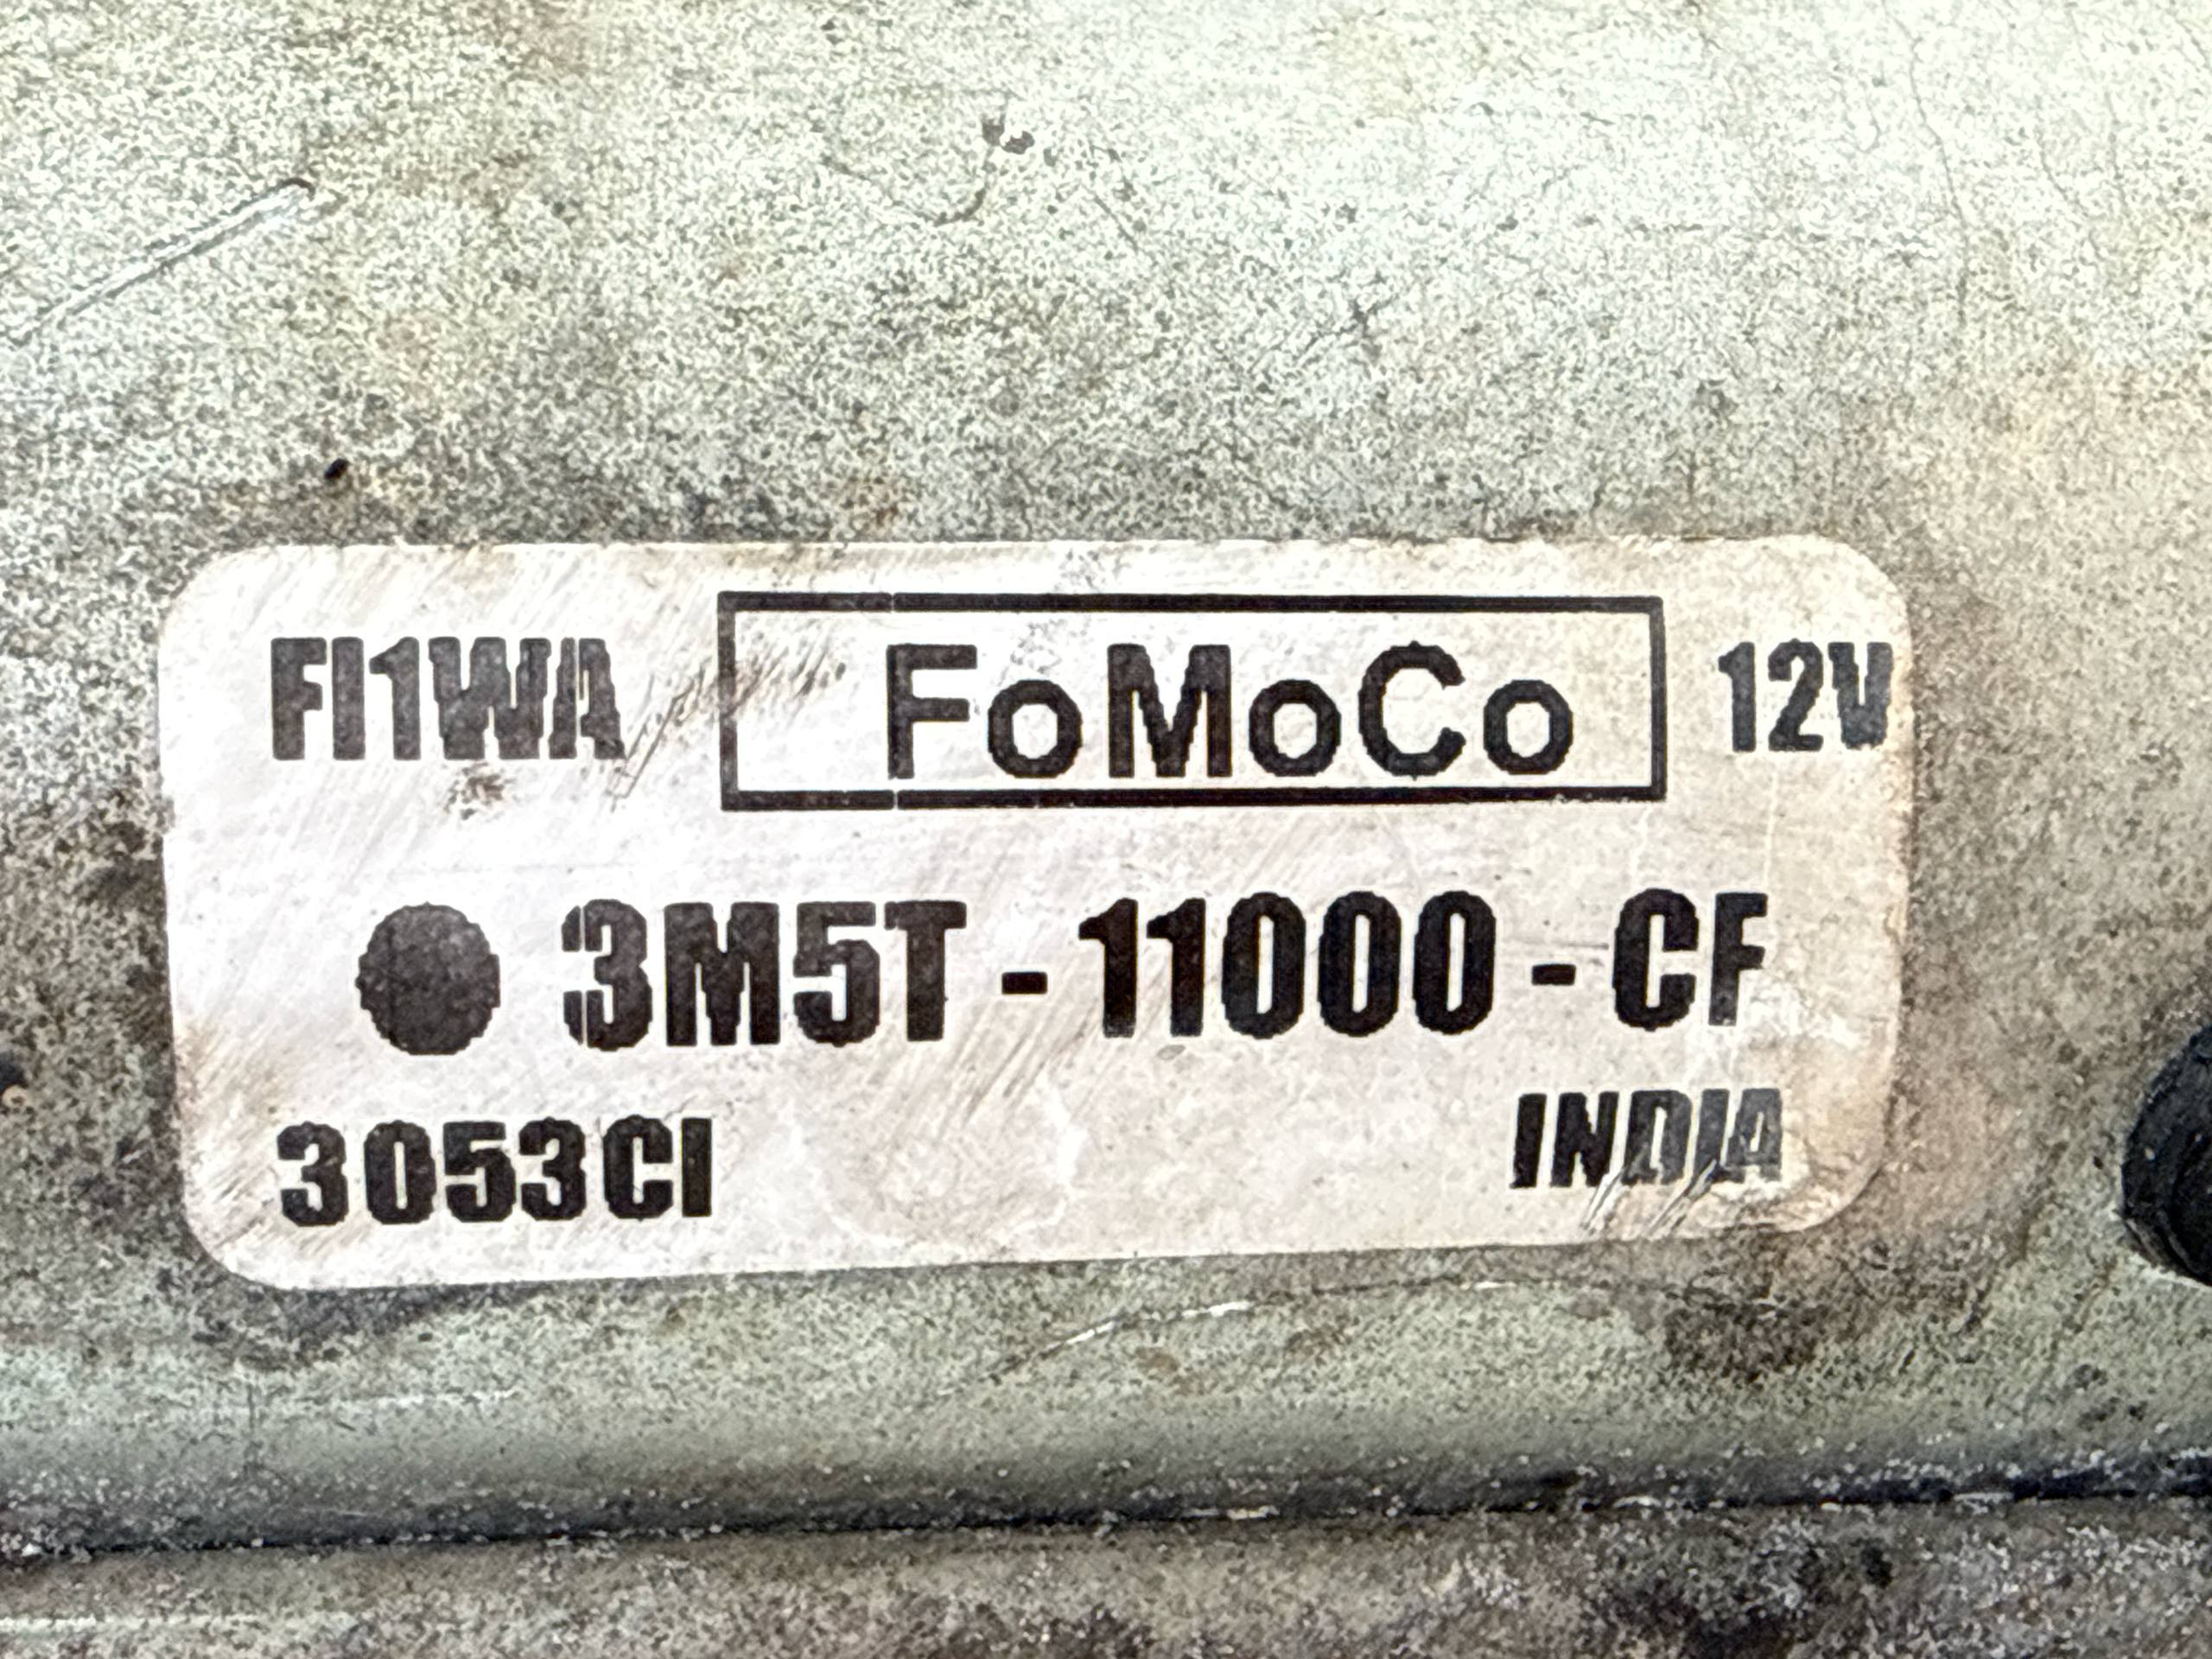 FI1WA FoMoCo 12V
3M5T - 11000 - CF
3053CI INDIA